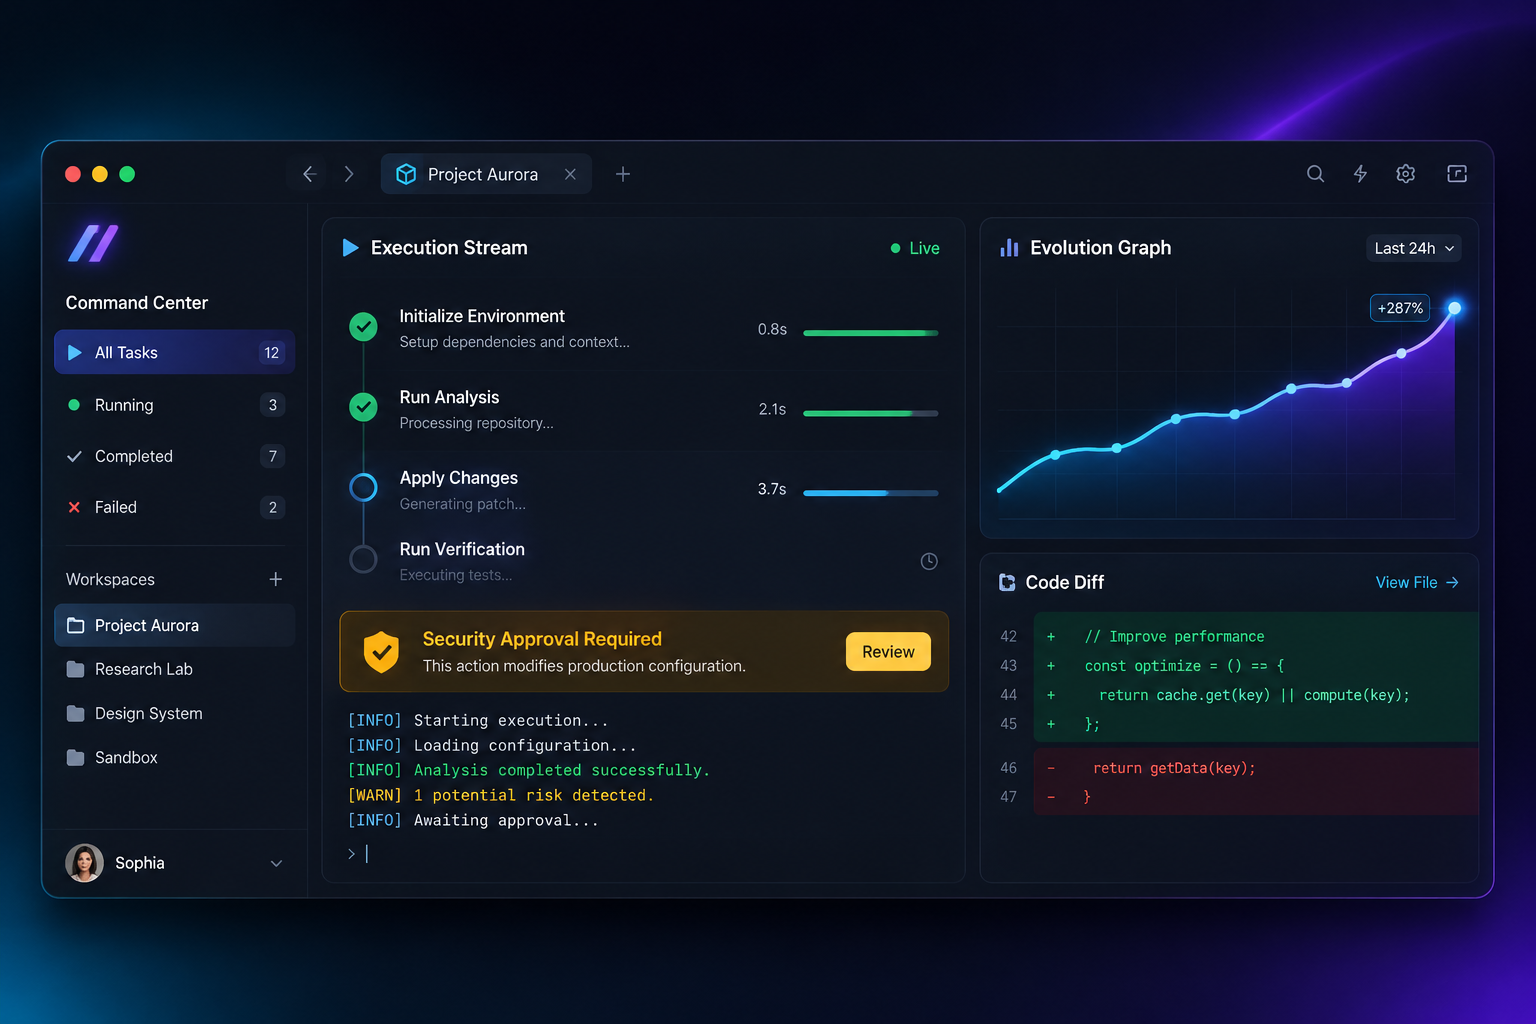 Project Aurora
Command Center
All Tasks 12
Running 3
Completed 7
Failed 2
Workspaces
Project Aurora
Research Lab
Design System
Sandbox
Sophia
Execution Stream
Live
Initialize Environment
Setup dependencies and context...
0.8s
Run Analysis
Processing repository...
2.1s
Apply Changes
Generating patch...
3.7s
Run Verification
Executing tests...
Security Approval Required
This action modifies production configuration.
Review
[INFO] Starting execution...
[INFO] Loading configuration...
[INFO] Analysis completed successfully.
[WARN] 1 potential risk detected.
[INFO] Awaiting approval...
>
Evolution Graph
Last 24h
+287%
Code Diff
View File →
42 + // Improve performance
43 + const optimize = () == {
44 + return cache.get(key) || compute(key);
45 + };
46 - return getData(key);
47 - }